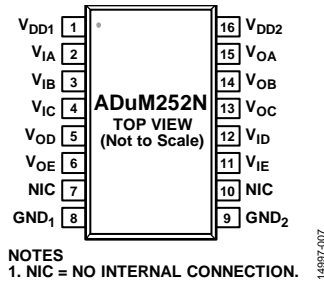 VDD1 1 16 VDD2
VIA 2 15 VOA
VIB 3 14 VOB
VIC 4 ADuM252N 13 VOC
TOP VIEW
VOD 5 (Not to Scale) 12 VID
VOE 6 11 VIE
NIC 7 10 NIC
GND1 8 9 GND2
NOTES
1. NIC = NO INTERNAL CONNECTION.
14997-007